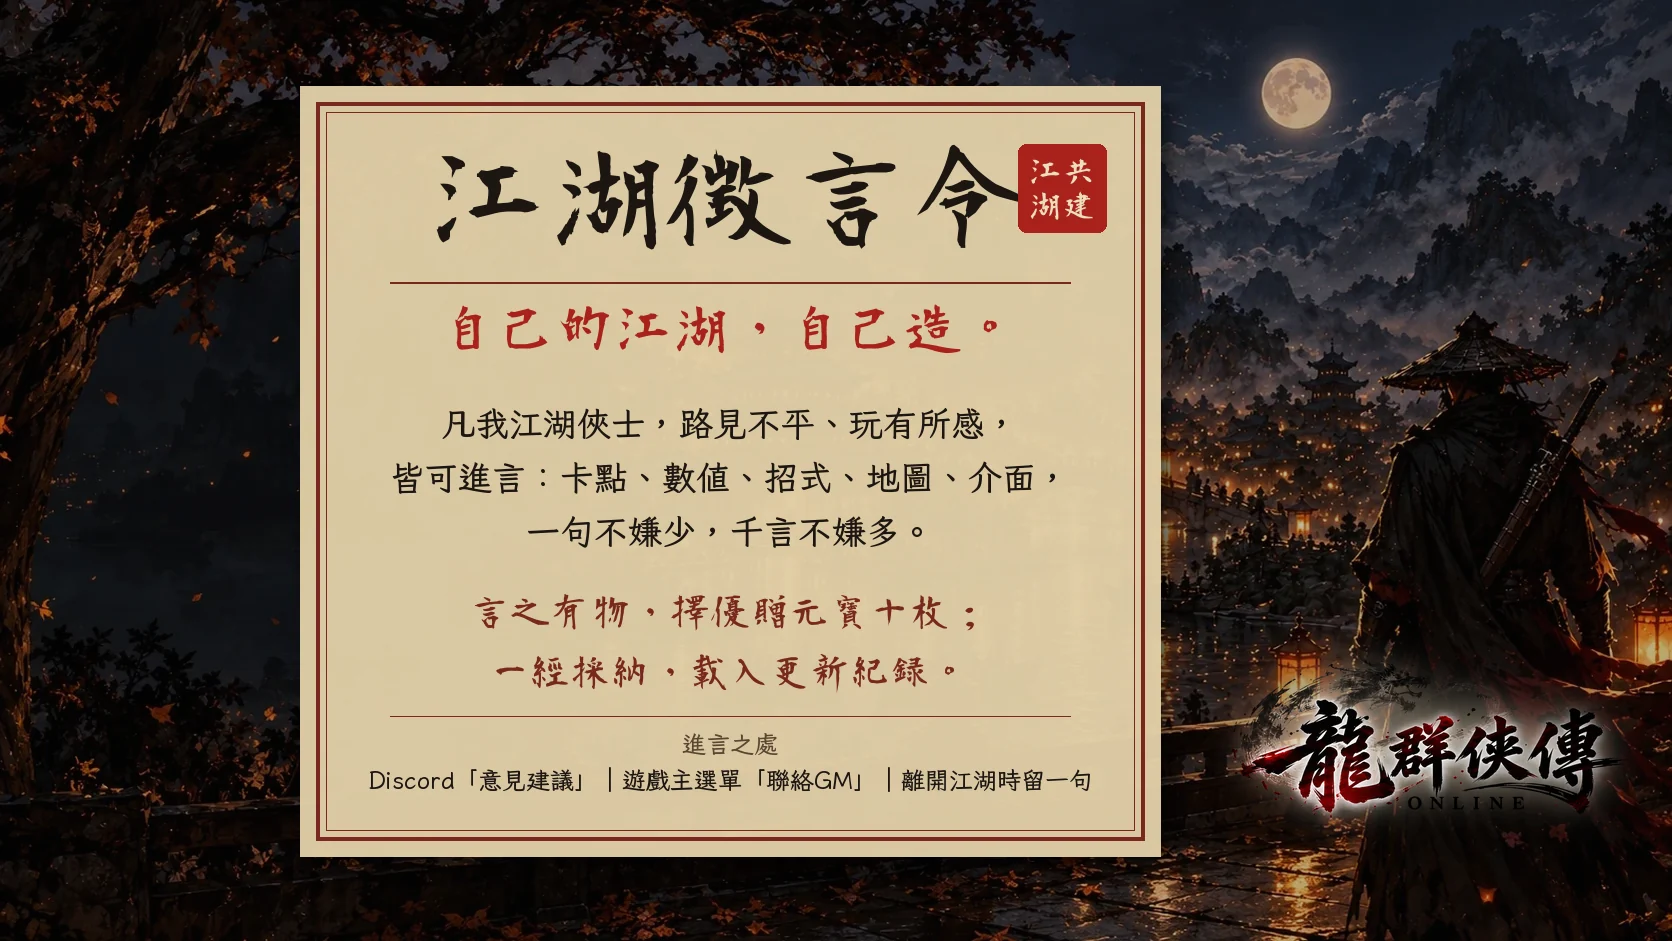 江湖徵言令
共建江湖
自己的江湖，自己造。
凡我江湖俠士，路見不平、玩有所感，
皆可進言：卡點、數值、招式、地圖、介面，
一句不嫌少，千言不嫌多。
言之有物，擇優贈元寶十枚；
一經採納，載入更新紀錄。
進言之處
Discord「意見建議」｜遊戲主選單「聯絡GM」｜離開江湖時留一句
龍群俠傳
ONLINE